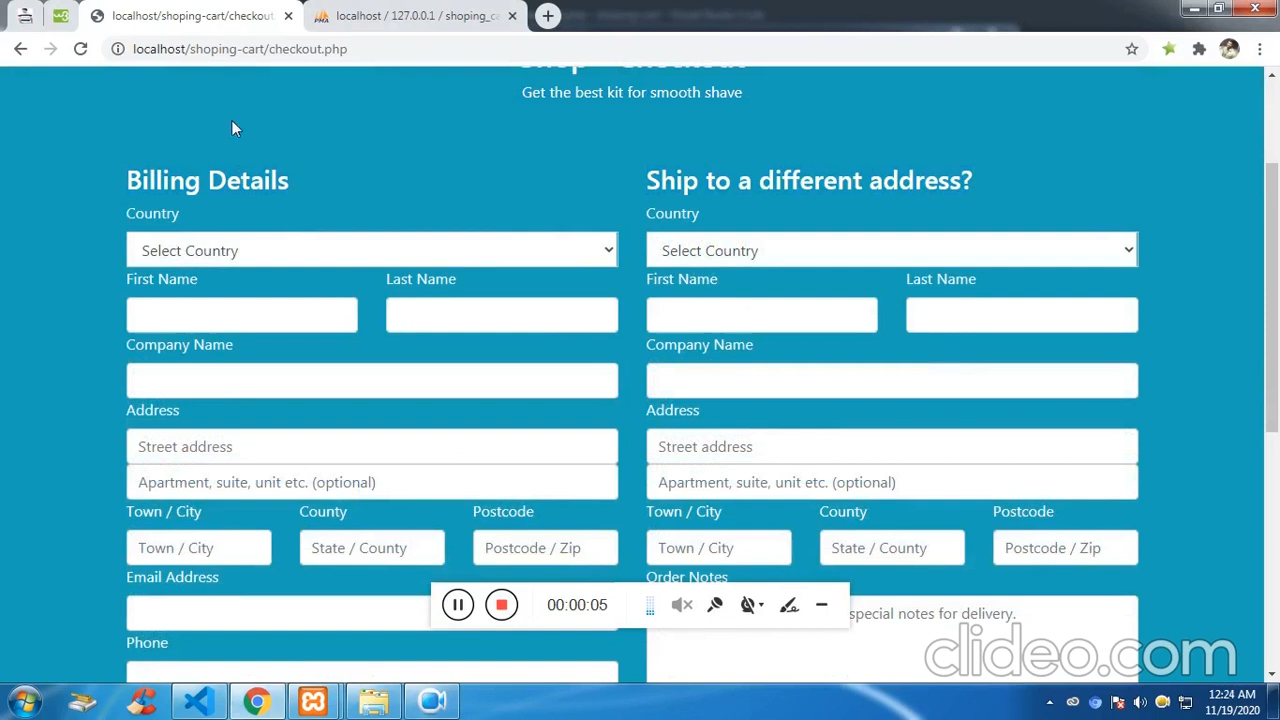 localhost/shoping-cart/checkout
localhost / 127.0.0.1 / shoping_ca
localhost/shoping-cart/checkout.php
Get the best kit for smooth shave
Billing Details
Ship to a different address?
Country
Country
Select Country
Select Country
First Name
Last Name
First Name
Last Name
Company Name
Company Name
Address
Address
Street address
Street address
Apartment, suite, unit etc. (optional)
Apartment, suite, unit etc. (optional)
Town / City
County
Postcode
Town / City
County
Postcode
Town / City
State / County
Postcode / Zip
Town / City
State / County
Postcode / Zip
Email Address
Order Notes
00:00:05
special notes for delivery.
Phone
clideo.com
12:24 AM
11/19/2020